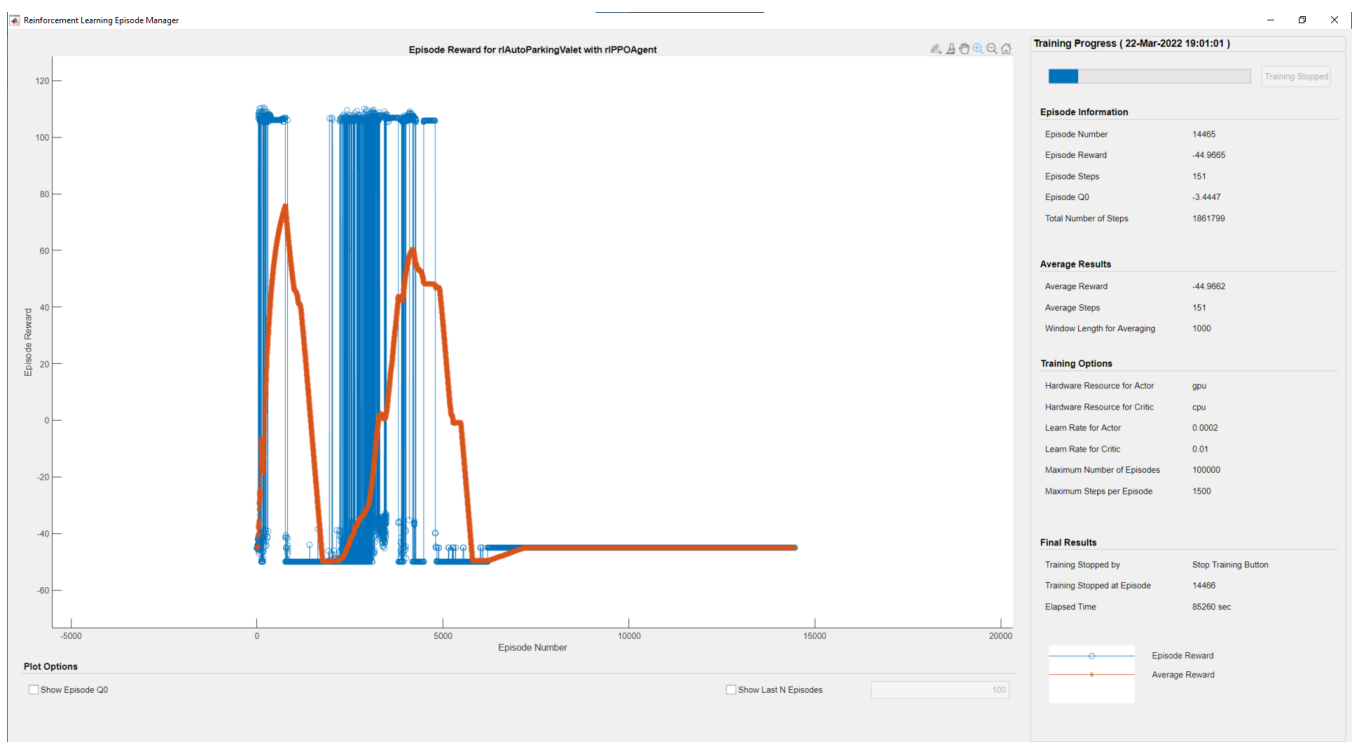 Reinforcement Learning Episode Manager
Episode Reward for rlAutoParkingValet with rlPPOAgent
120
100
80
60
40
20
0
-20
-40
-60
Episode Reward
-5000 0 5000 10000 15000 20000
Episode Number
Plot Options
Show Episode Q0
Show Last N Episodes 100
Training Progress ( 22-Mar-2022 19:01:01 )
Training Stopped
Episode Information
Episode Number 14465
Episode Reward -44.9665
Episode Steps 151
Episode Q0 -3.4447
Total Number of Steps 1861799
Average Results
Average Reward -44.9662
Average Steps 151
Window Length for Averaging 1000
Training Options
Hardware Resource for Actor gpu
Hardware Resource for Critic cpu
Learn Rate for Actor 0.0002
Learn Rate for Critic 0.01
Maximum Number of Episodes 100000
Maximum Steps per Episode 1500
Final Results
Training Stopped by Stop Training Button
Training Stopped at Episode 14466
Elapsed Time 85260 sec
Episode Reward
Average Reward